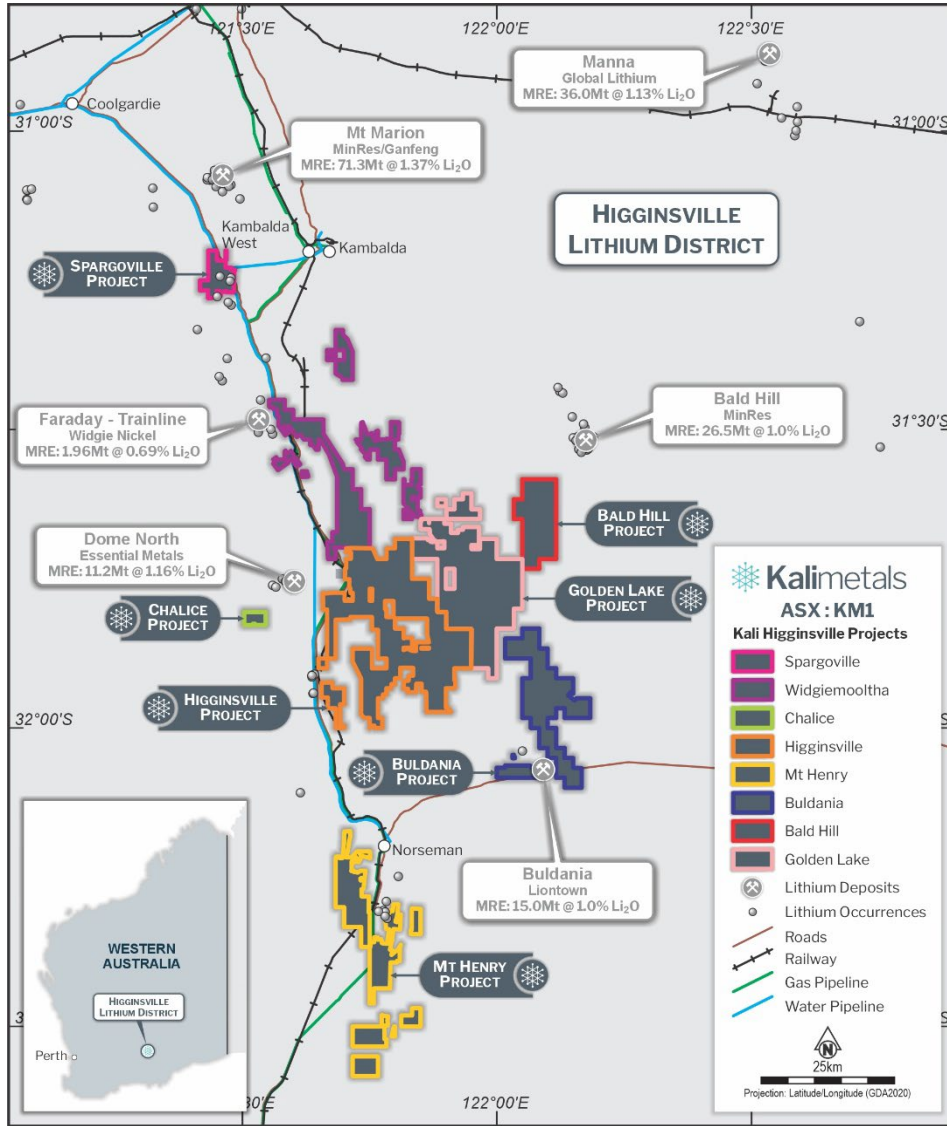 121°30'E
122°00'E
122°30'E
Manna
Global Lithium
MRE: 36.0Mt @ 1.13% Li₂O
Coolgardie
31°00'S
31°00'S
Mt Marion
MinRes/Ganfeng
MRE: 71.3Mt @ 1.37% Li₂O
HIGGINSVILLE
LITHIUM DISTRICT
Kambalda
West
Kambalda
SPARGOVILLE
PROJECT
Faraday - Trainline
Widgie Nickel
MRE: 1.96Mt @ 0.69% Li₂O
Bald Hill
MinRes
MRE: 26.5Mt @ 1.0% Li₂O
31°30'S
BALD HILL
PROJECT
Dome North
Essential Metals
MRE: 11.2Mt @ 1.16% Li₂O
GOLDEN LAKE
PROJECT
CHALICE
PROJECT
HIGGINSVILLE
PROJECT
32°00'S
BULDANIA
PROJECT
Norseman
Buldania
Liontown
MRE: 15.0Mt @ 1.0% Li₂O
MT HENRY
PROJECT
Kalimetals
ASX : KM1
Kali Higginsville Projects
Spargoville
Widgiemooltha
Chalice
Higginsville
Mt Henry
Buldania
Bald Hill
Golden Lake
Lithium Deposits
Lithium Occurrences
Roads
Railway
Gas Pipeline
Water Pipeline
N
25km
Projection: Latitude/Longitude (GDA2020)
WESTERN
AUSTRALIA
HIGGINSVILLE
LITHIUM DISTRICT
Perth
30'E
122°00'E